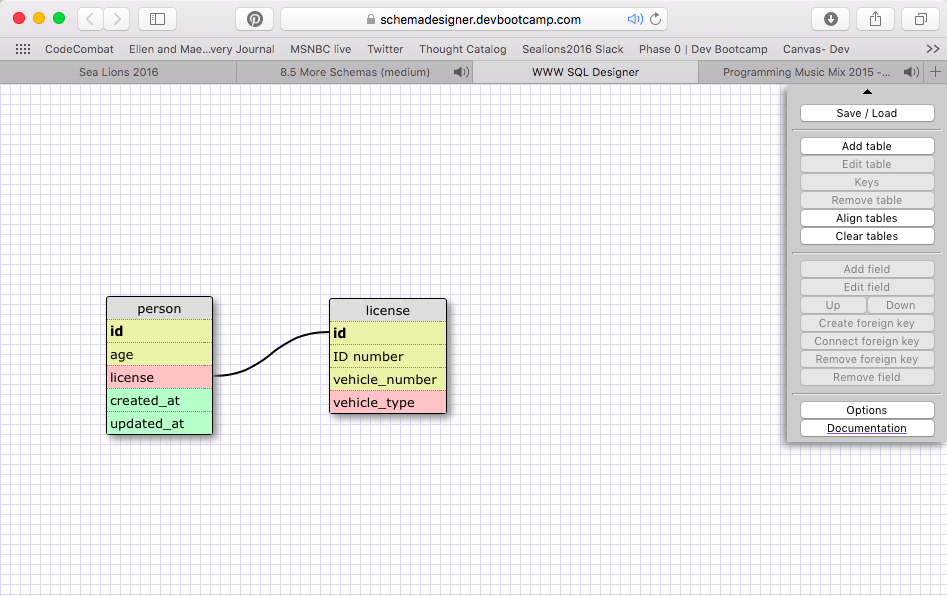 schemadesigner.devbootcamp.com
CodeCombat Ellen and Mae...very Journal MSNBC live Twitter Thought Catalog Sealions2016 Slack Phase 0 | Dev Bootcamp Canvas- Dev
Sea Lions 2016 8.5 More Schemas (medium) WWW SQL Designer Programming Music Mix 2015 -...
Save / Load
Add table
Edit table
Keys
Remove table
Align tables
Clear tables
Add field
Edit field
Up Down
Create foreign key
Connect foreign key
Remove foreign key
Remove field
Options
Documentation
person
id
age
license
created_at
updated_at
license
id
ID number
vehicle_number
vehicle_type